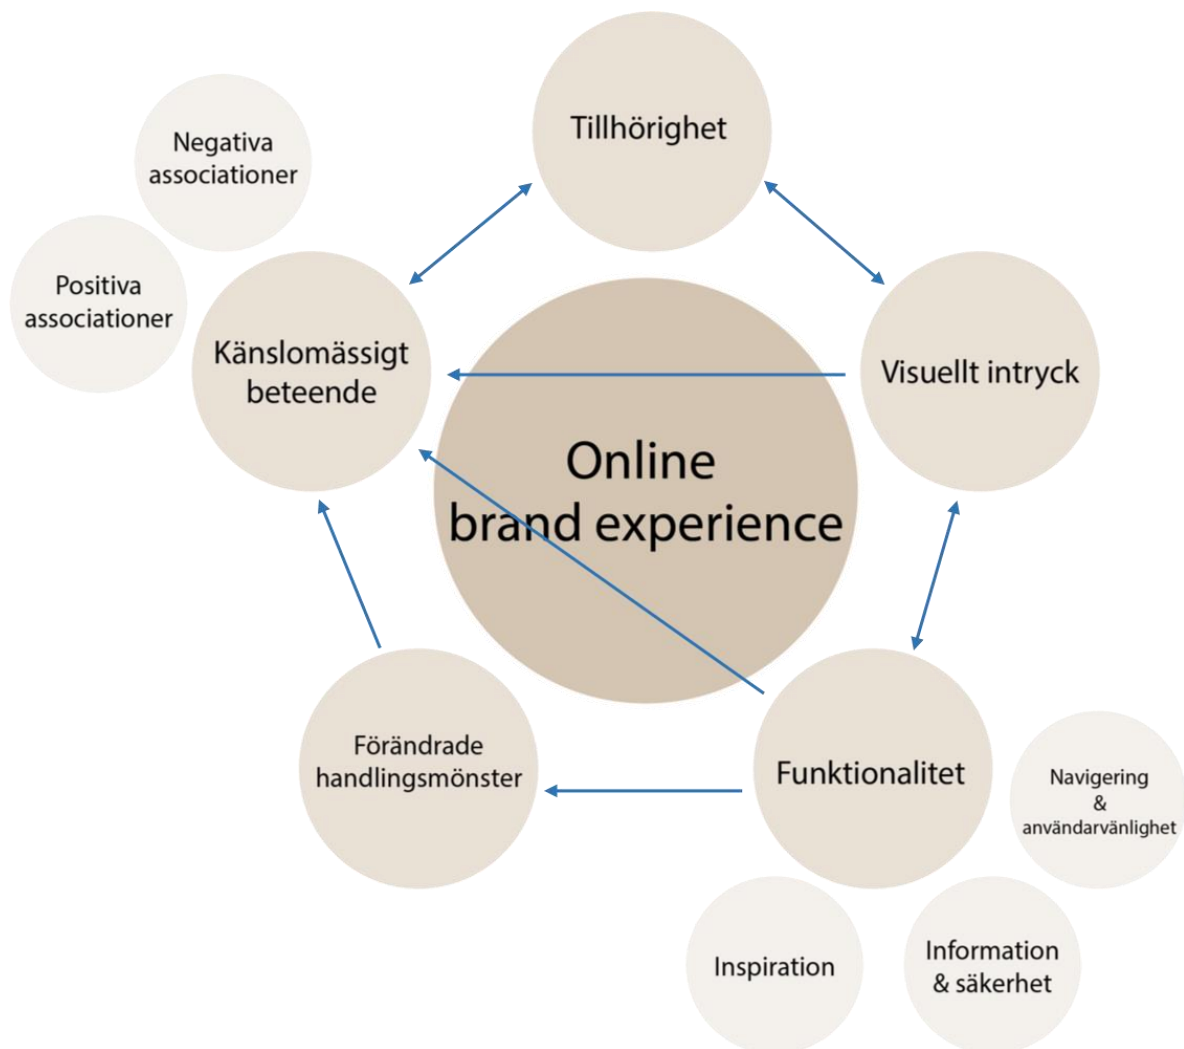 Tillhörighet
Negativa
associationer
Positiva
associationer
Känslomässigt
beteende
Visuellt intryck
Online
brand experience
Förändrade
handlingsmönster
Funktionalitet
Navigering
&
användarvänlighet
Inspiration
Information
& säkerhet